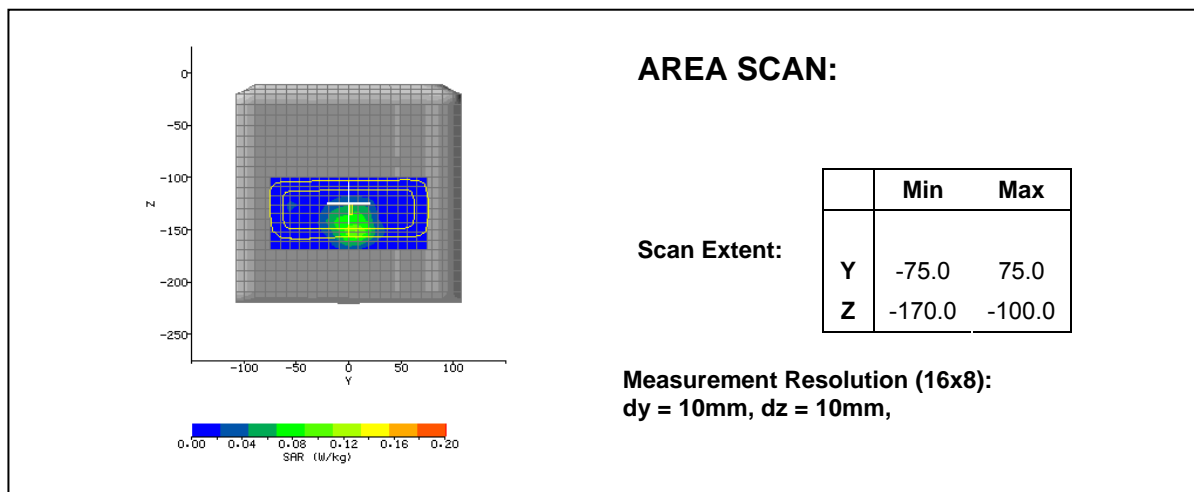 AREA SCAN:
0
-50
-100
-150
-200
-250
Z
-100 -50 0 50 100
Y
0.00 0.04 0.08 0.12 0.16 0.20
SAR (W/kg)
Scan Extent:
Min Max
Y -75.0 75.0
Z -170.0 -100.0
Measurement Resolution (16x8):
dy = 10mm, dz = 10mm,